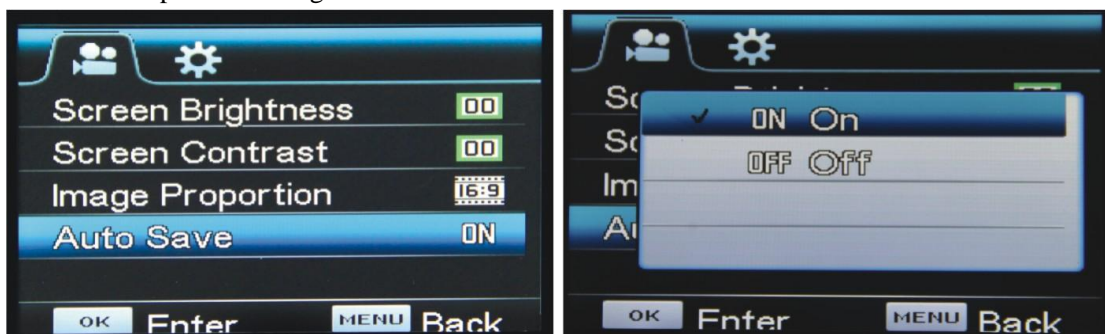 Screen Brightness 00
Screen Contrast 00
Image Proportion 16:9
Auto Save ON
OK Enter MENU Back
ON On
OFF Off
OK Enter MENU Back